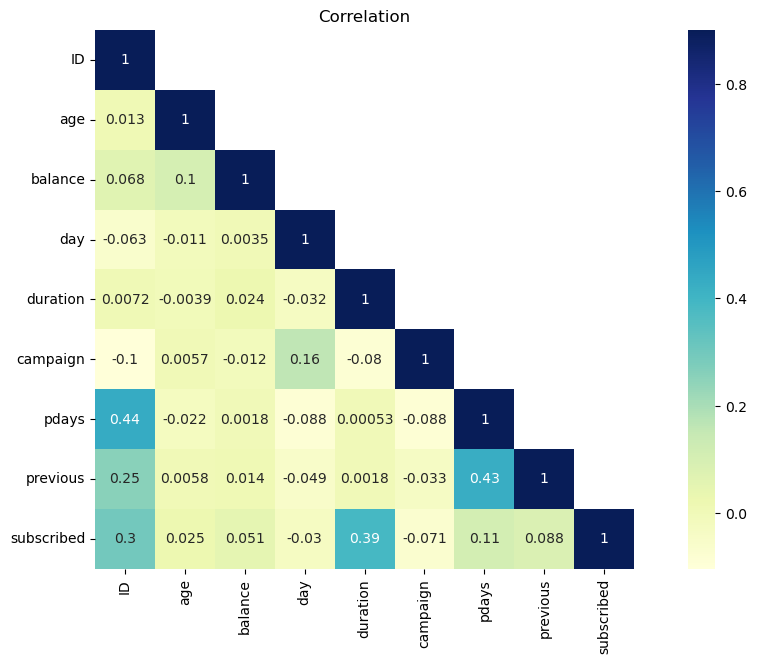 Correlation
ID 1
age 0.013 1
balance 0.068 0.1 1
day -0.063 -0.011 0.0035 1
duration 0.0072 -0.0039 0.024 -0.032 1
campaign -0.1 0.0057 -0.012 0.16 -0.08 1
pdays 0.44 -0.022 0.0018 -0.088 0.00053 -0.088 1
previous 0.25 0.0058 0.014 -0.049 0.0018 -0.033 0.43 1
subscribed 0.3 0.025 0.051 -0.03 0.39 -0.071 0.11 0.088 1
ID age balance day duration campaign pdays previous subscribed
0.8
0.6
0.4
0.2
0.0